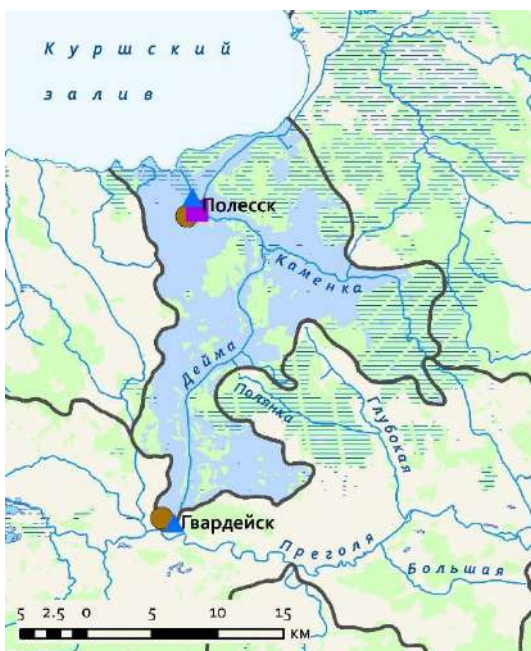 Куршский
залив
Полесск
Каменка
Дейма
Полянка
Глубокая
Гвардейск
Преголя
Большая
5 2.5 0 5 10 15
км